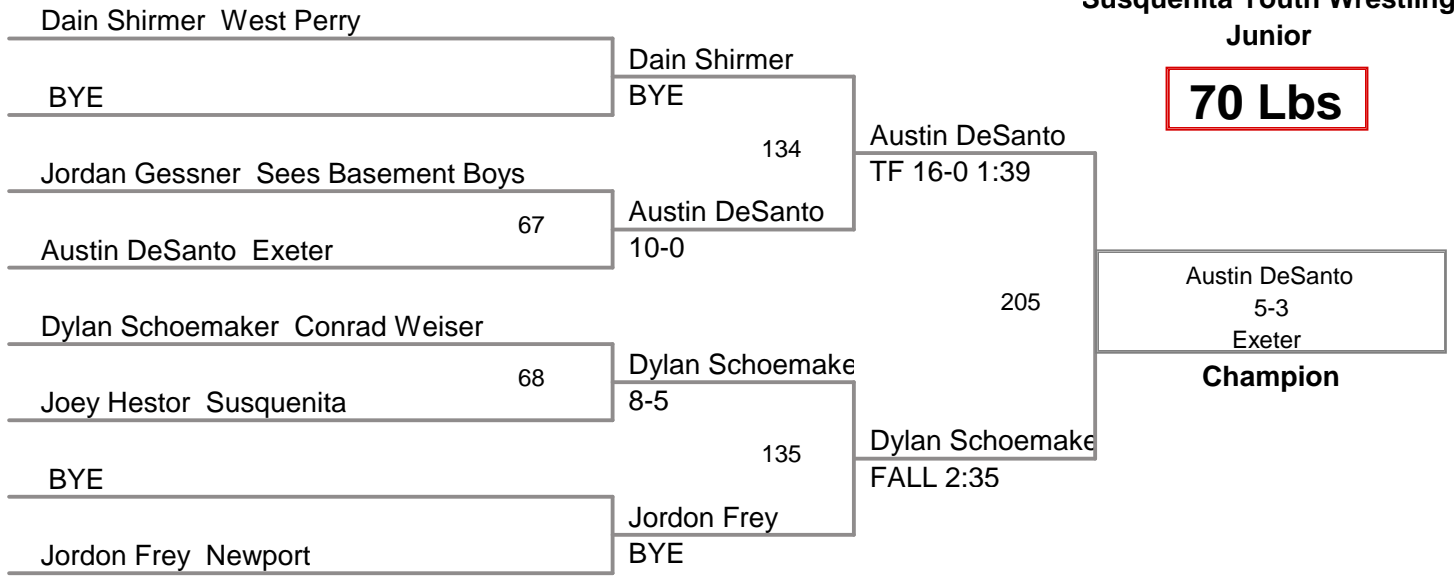 Susquenita Youth Wrestling
Junior
70 Lbs
Dain Shirmer West Perry
BYE
Jordan Gessner Sees Basement Boys
67
Austin DeSanto Exeter
Dylan Schoemaker Conrad Weiser
68
Joey Hestor Susquenita
BYE
Jordon Frey Newport
Dain Shirmer
BYE
134
Austin DeSanto
10-0
Dylan Schoemake
8-5
135
Jordon Frey
BYE
Austin DeSanto
TF 16-0 1:39
205
Dylan Schoemake
FALL 2:35
Austin DeSanto
5-3
Exeter
Champion